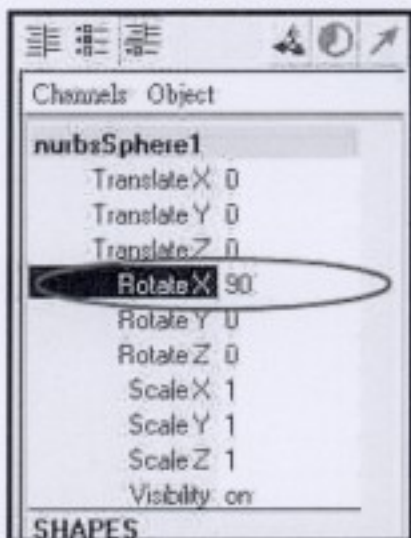 Channels Object
nurbsSphere1
Translate X 0
Translate Y 0
Translate Z 0
Rotate X 90
Rotate Y 0
Rotate Z 0
Scale X 1
Scale Y 1
Scale Z 1
Visibility on
SHAPES